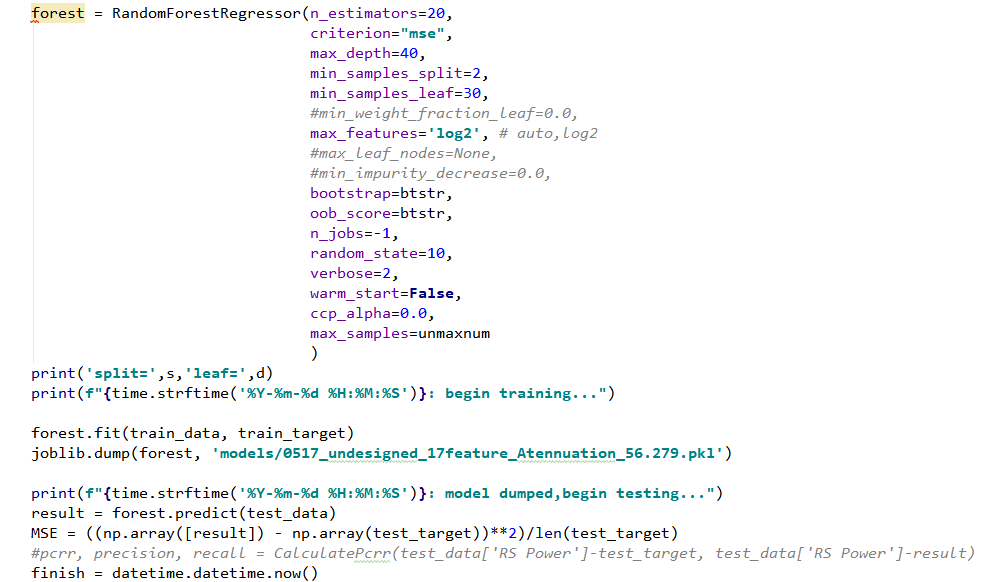 forest = RandomForestRegressor(n_estimators=20,
criterion="mse",
max_depth=40,
min_samples_split=2,
min_samples_leaf=30,
#min_weight_fraction_leaf=0.0,
max_features='log2', # auto,log2
#max_leaf_nodes=None,
#min_impurity_decrease=0.0,
bootstrap=btstr,
oob_score=btstr,
n_jobs=-1,
random_state=10,
verbose=2,
warm_start=False,
ccp_alpha=0.0,
max_samples=unmaxnum
)
print('split=',s,'leaf=',d)
print(f"{time.strftime('%Y-%m-%d %H:%M:%S')}: begin training...")
forest.fit(train_data, train_target)
joblib.dump(forest, 'models/0517_undesigned_17feature_Atennuation_56.279.pkl')
print(f"{time.strftime('%Y-%m-%d %H:%M:%S')}: model dumped,begin testing...")
result = forest.predict(test_data)
MSE = ((np.array([result]) - np.array(test_target))**2)/len(test_target)
#pcrr, precision, recall = CalculatePcrr(test_data['RS Power']-test_target, test_data['RS Power']-result)
finish = datetime.datetime.now()